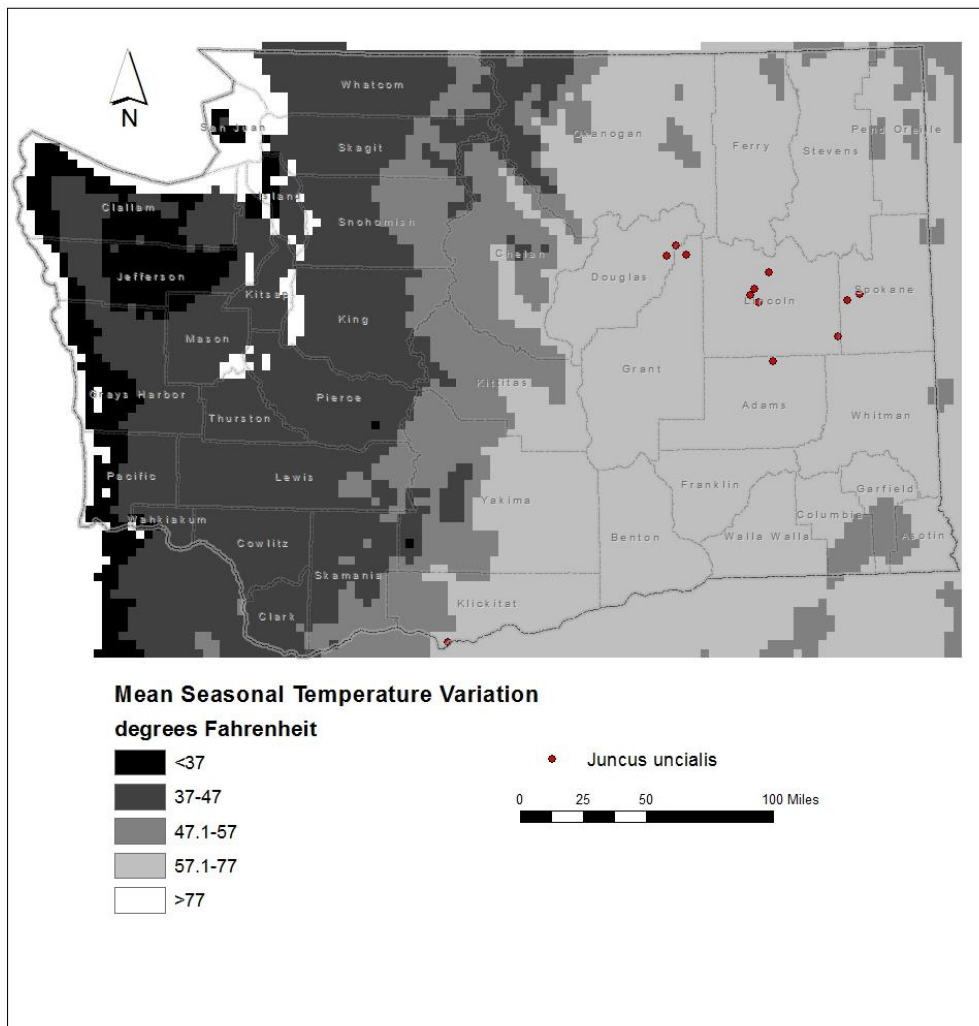 N
Whatcom
San Juan
Okanogan
Pend Oreille
Ferry
Stevens
Skagit
Island
Clallam
Snohomish
Chelan
Jefferson
Douglas
Kitsap
Lincoln
Spokane
King
Mason
Grant
Kittitas
Grays Harbor
Pierce
Adams
Whitman
Thurston
Pacific
Lewis
Yakima
Franklin
Garfield
Columbia
Wahkiakum
Cowlitz
Benton
Walla Walla
Asotin
Skamania
Klickitat
Clark
Mean Seasonal Temperature Variation
degrees Fahrenheit
<37
37-47
47.1-57
57.1-77
>77
Juncus uncialis
0 25 50 100 Miles